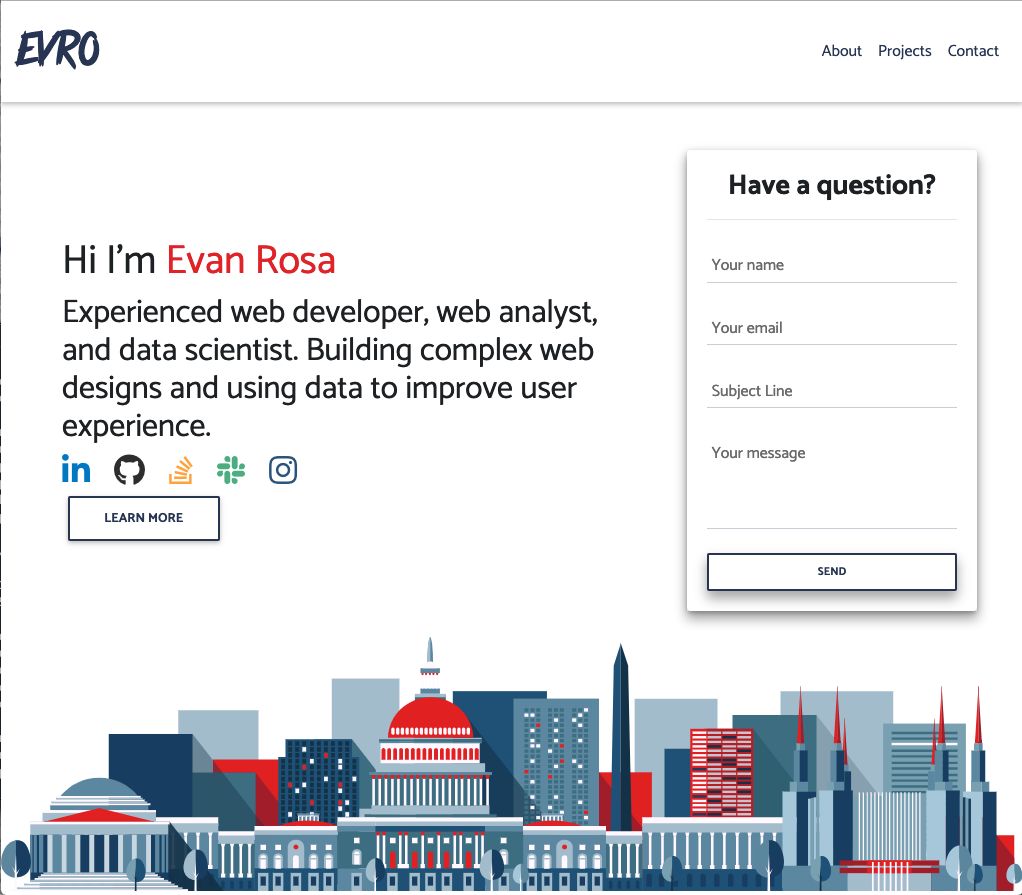 EVRO
About Projects Contact
Have a question?
Hi I'm Evan Rosa
Experienced web developer, web analyst,
and data scientist. Building complex web
designs and using data to improve user
experience.
in
LEARN MORE
Your name
Your email
Subject Line
Your message
SEND